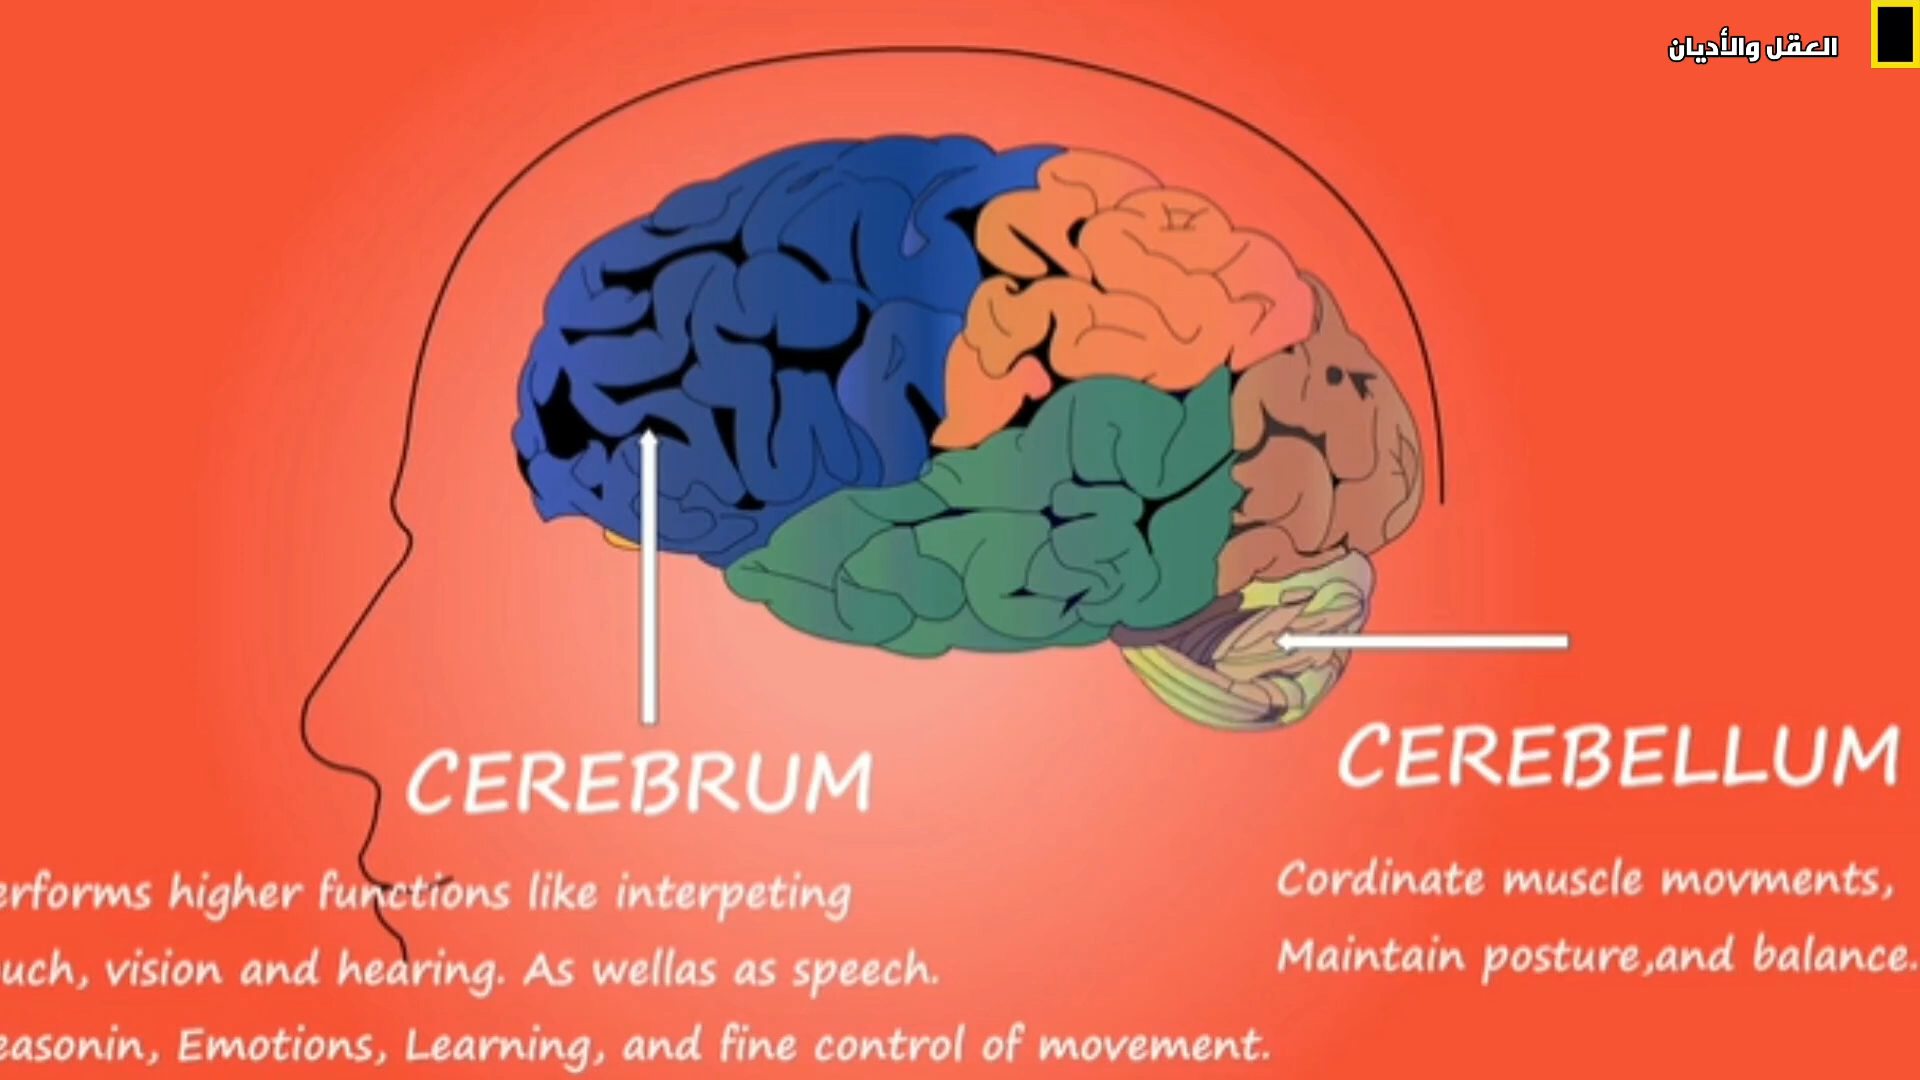 العقل والأديان
CEREBRUM
CEREBELLUM
erforms higher functions like interpeting
uch, vision and hearing. As wellas as speech.
easonin, Emotions, Learning, and fine control of movement.
Cordinate muscle movments,
Maintain posture,and balance.